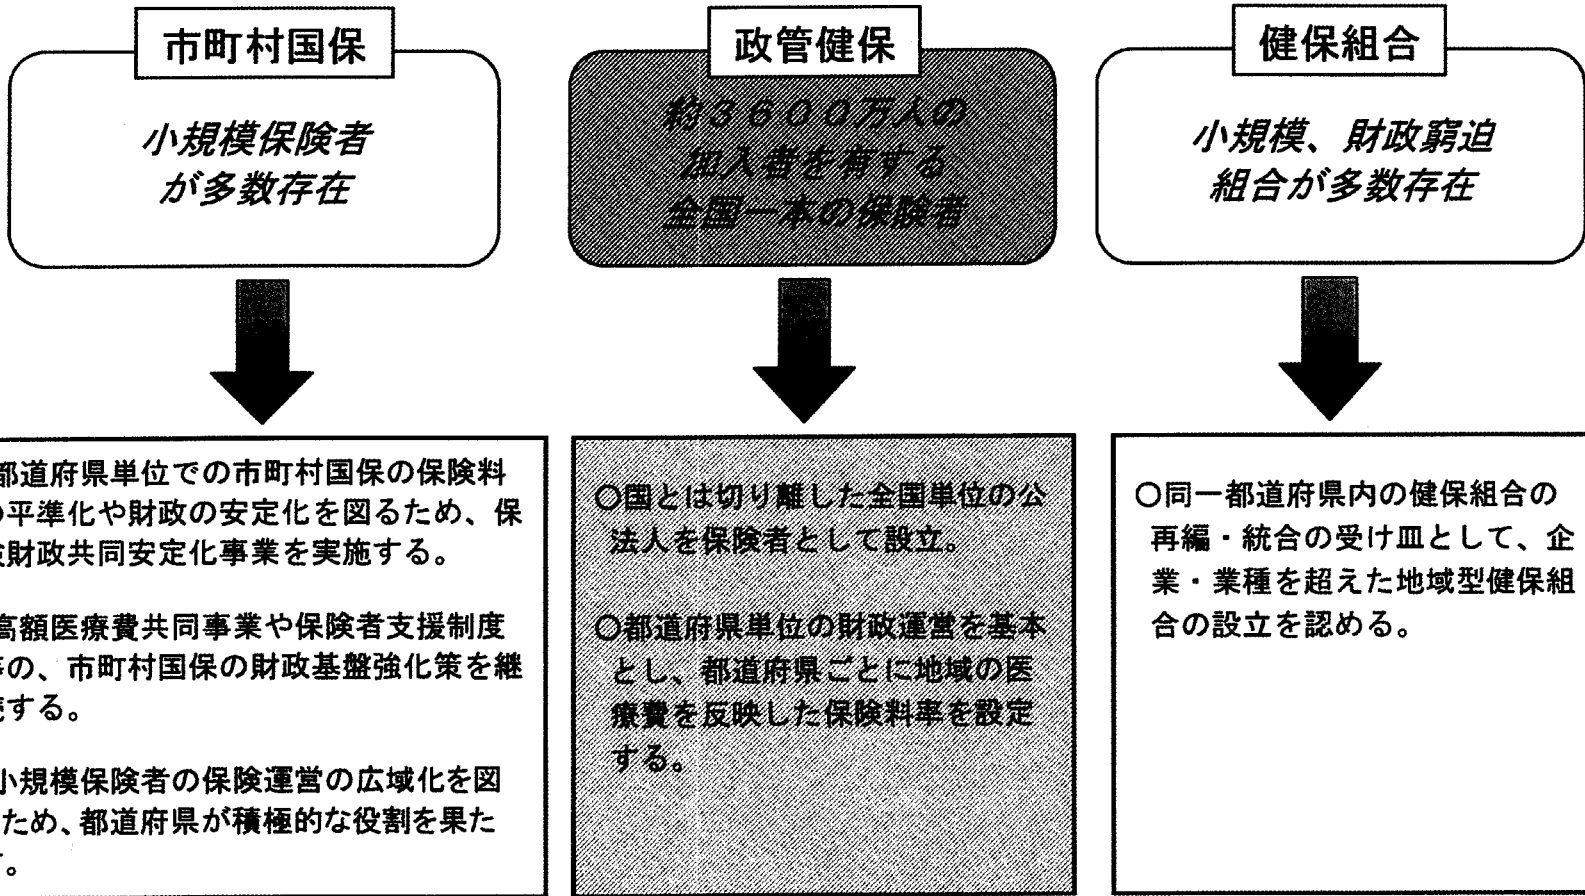 市町村国保
小規模保険者
が多数存在
都道府県単位での市町村国保の保険料
の平準化や財政の安定化を図るため、保
財政共同安定化事業を実施する。
高額医療費共同事業や保険者支援制度
の、市町村国保の財政基盤強化策を継
する。
小規模保険者の保険運営の広域化を図
ため、都道府県が積極的な役割を果た
。
政管健保
約3600万人の
加入者を有する
全国一本の保険者
○国とは切り離した全国単位の公
法人を保険者として設立。
○都道府県単位の財政運営を基本
とし、都道府県ごとに地域の医
療費を反映した保険料率を設定
する。
健保組合
小規模、財政窮迫
組合が多数存在
○同一都道府県内の健保組合の
再編・統合の受け皿として、企
業・業種を超えた地域型健保組
合の設立を認める。